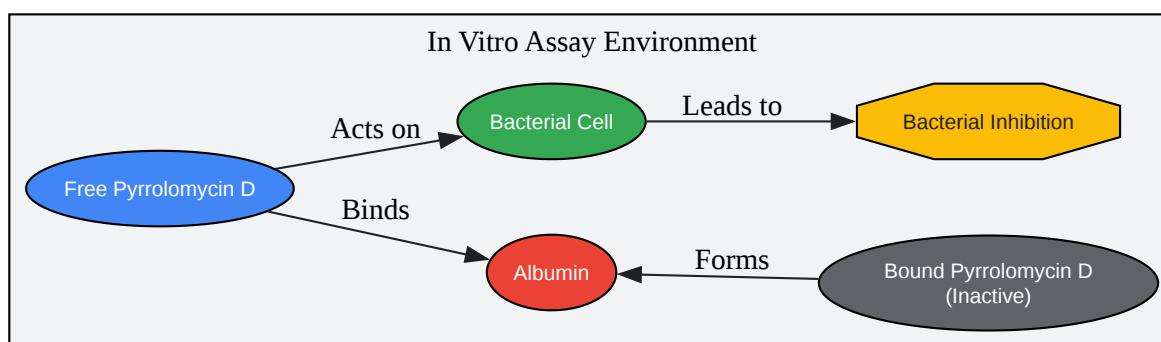 In Vitro Assay Environment
Acts on
Bacterial Cell
Leads to
Bacterial Inhibition
Free Pyrrolomycin D
Binds
Albumin
Forms
Bound Pyrrolomycin D
(Inactive)